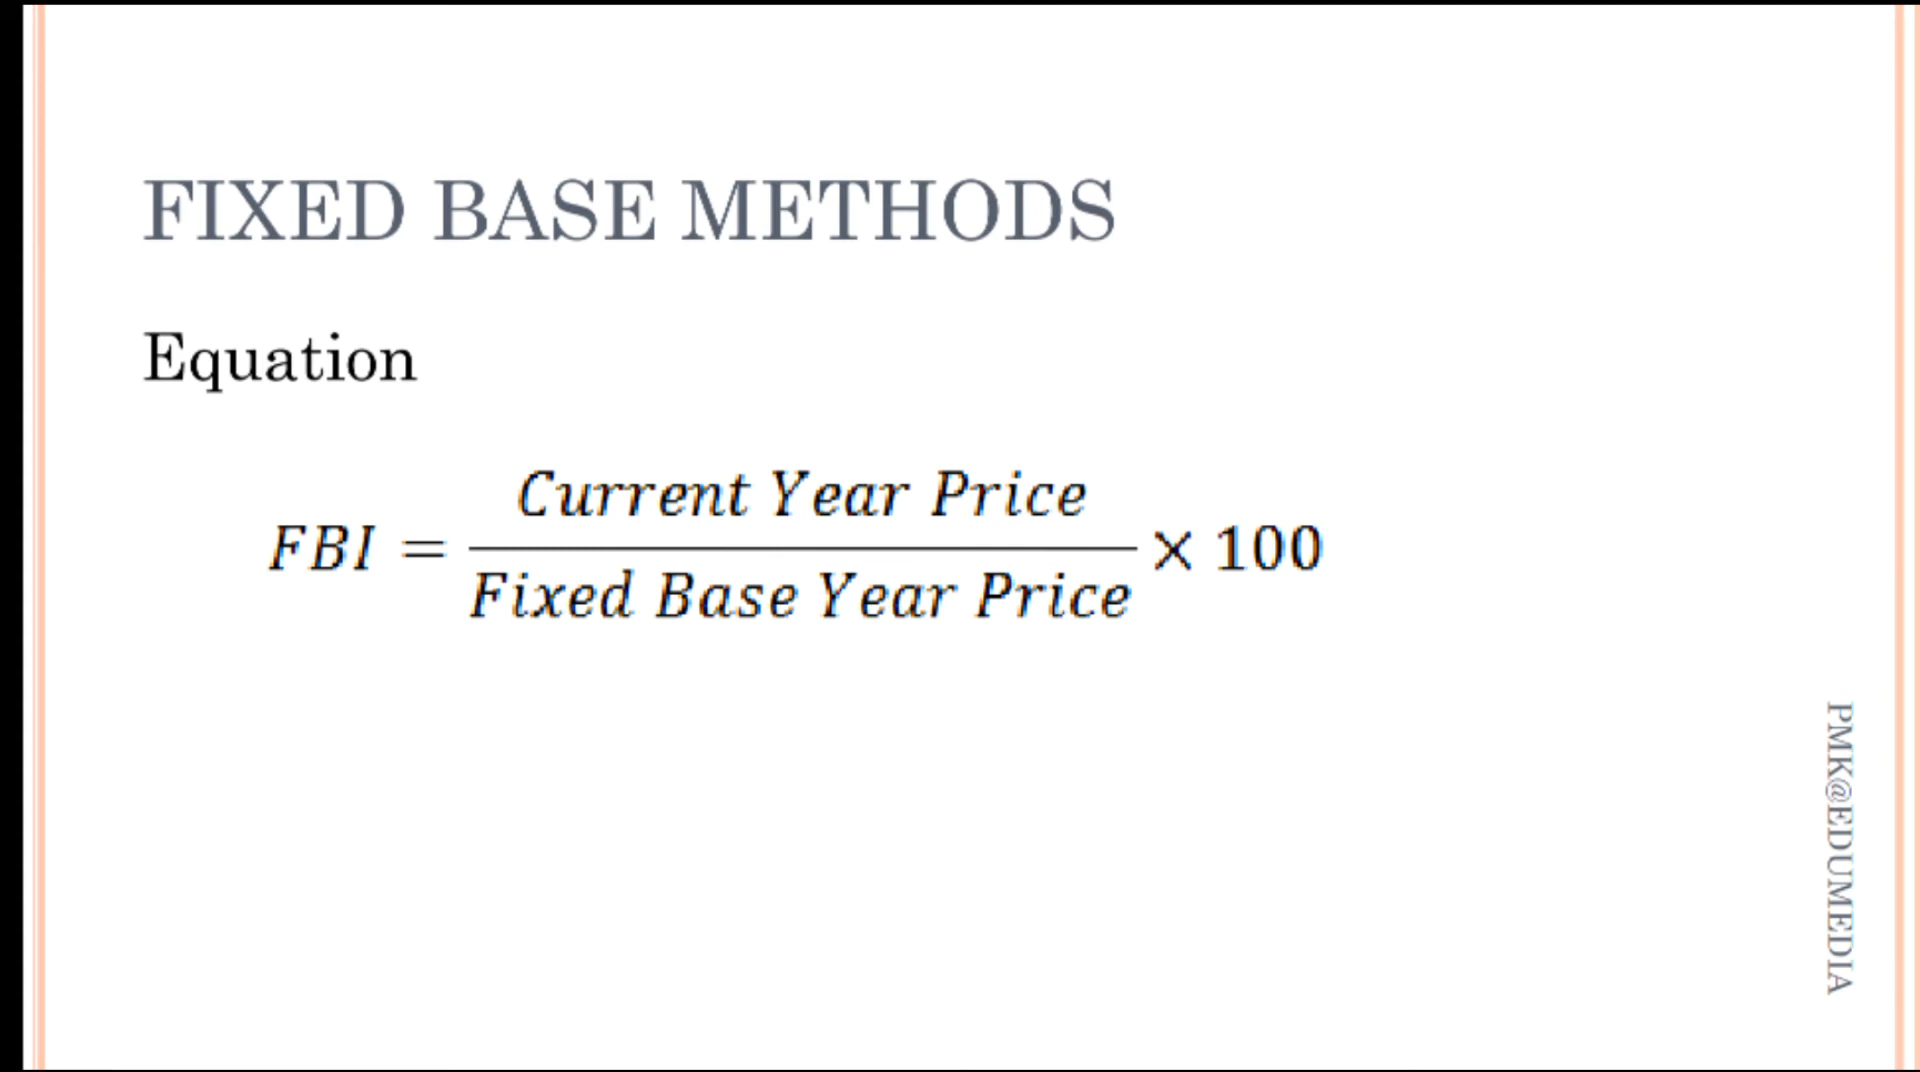 FIXED BASE METHODS
Equation
FBI = Current Year Price / Fixed Base Year Price × 100
PMK@EDUMEDIA